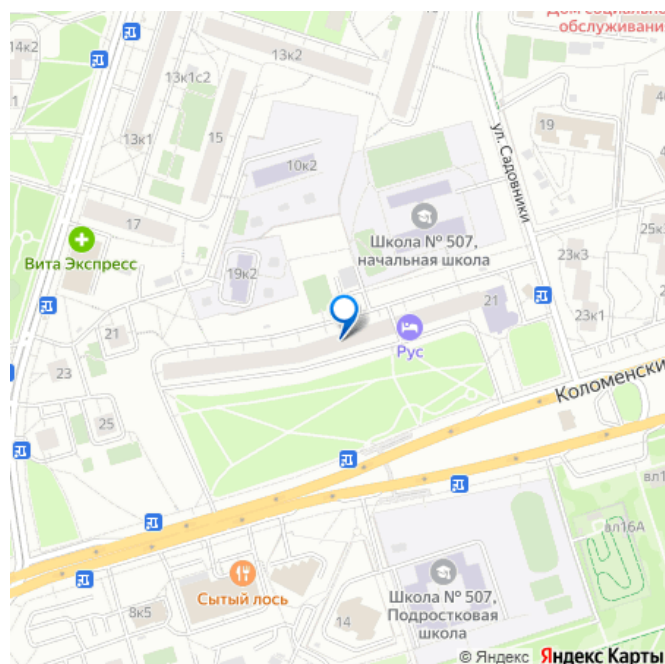 Дом социально
обслуживания
14к2
13к2
13к1с2
13к1
15
10к2
19
ул. Садовники
17
Вита Экспресс
19к2
Школа № 507,
начальная школа
25к3
23к3
21
23к1
21
Рус
23
25
Коломенски
вл1
вл16А
Сытый лось
8к5
14
Школа № 507,
Подростковая
школа
© Яндекс Яндекс Карты